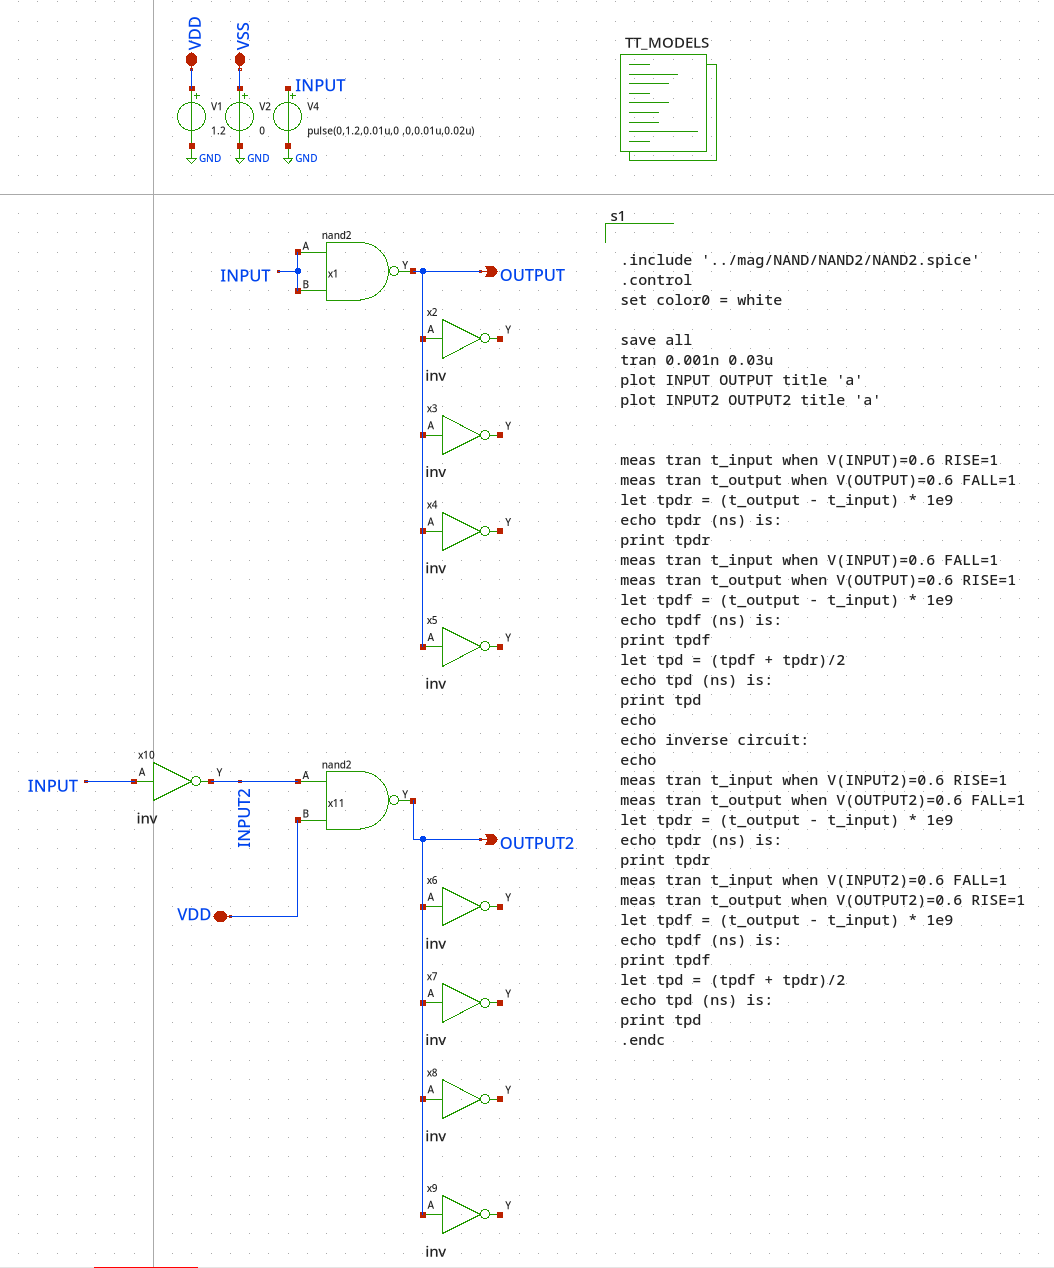 VDD
VSS
INPUT
V1
1.2
V2
0
V4
pulse(0,1.2,0.01u,0 ,0,0.01u,0.02u)
GND
GND
GND
TT_MODELS
s1
.include '../mag/NAND/NAND2/NAND2.spice'
.control
set color0 = white
save all
tran 0.001n 0.03u
plot INPUT OUTPUT title 'a'
plot INPUT2 OUTPUT2 title 'a'
meas tran t_input when V(INPUT)=0.6 RISE=1
meas tran t_output when V(OUTPUT)=0.6 FALL=1
let tpdr = (t_output - t_input) * 1e9
echo tpdr (ns) is:
print tpdr
meas tran t_input when V(INPUT)=0.6 FALL=1
meas tran t_output when V(OUTPUT)=0.6 RISE=1
let tpdf = (t_output - t_input) * 1e9
echo tpdf (ns) is:
print tpdf
let tpd = (tpdf + tpdr)/2
echo tpd (ns) is:
print tpd
echo
echo inverse circuit:
echo
meas tran t_input when V(INPUT2)=0.6 RISE=1
meas tran t_output when V(OUTPUT2)=0.6 FALL=1
let tpdr = (t_output - t_input) * 1e9
echo tpdr (ns) is:
print tpdr
meas tran t_input when V(INPUT2)=0.6 FALL=1
meas tran t_output when V(OUTPUT2)=0.6 RISE=1
let tpdf = (t_output - t_input) * 1e9
echo tpdf (ns) is:
print tpdf
let tpd = (tpdf + tpdr)/2
echo tpd (ns) is:
print tpd
.endc
nand2
A
B
x1
Y
INPUT
OUTPUT
x2
A
Y
inv
x3
A
Y
inv
x4
A
Y
inv
x5
A
Y
inv
x10
INPUT
A
Y
inv
INPUT2
nand2
A
B
x11
Y
VDD
OUTPUT2
x6
A
Y
inv
x7
A
Y
inv
x8
A
Y
inv
x9
A
Y
inv